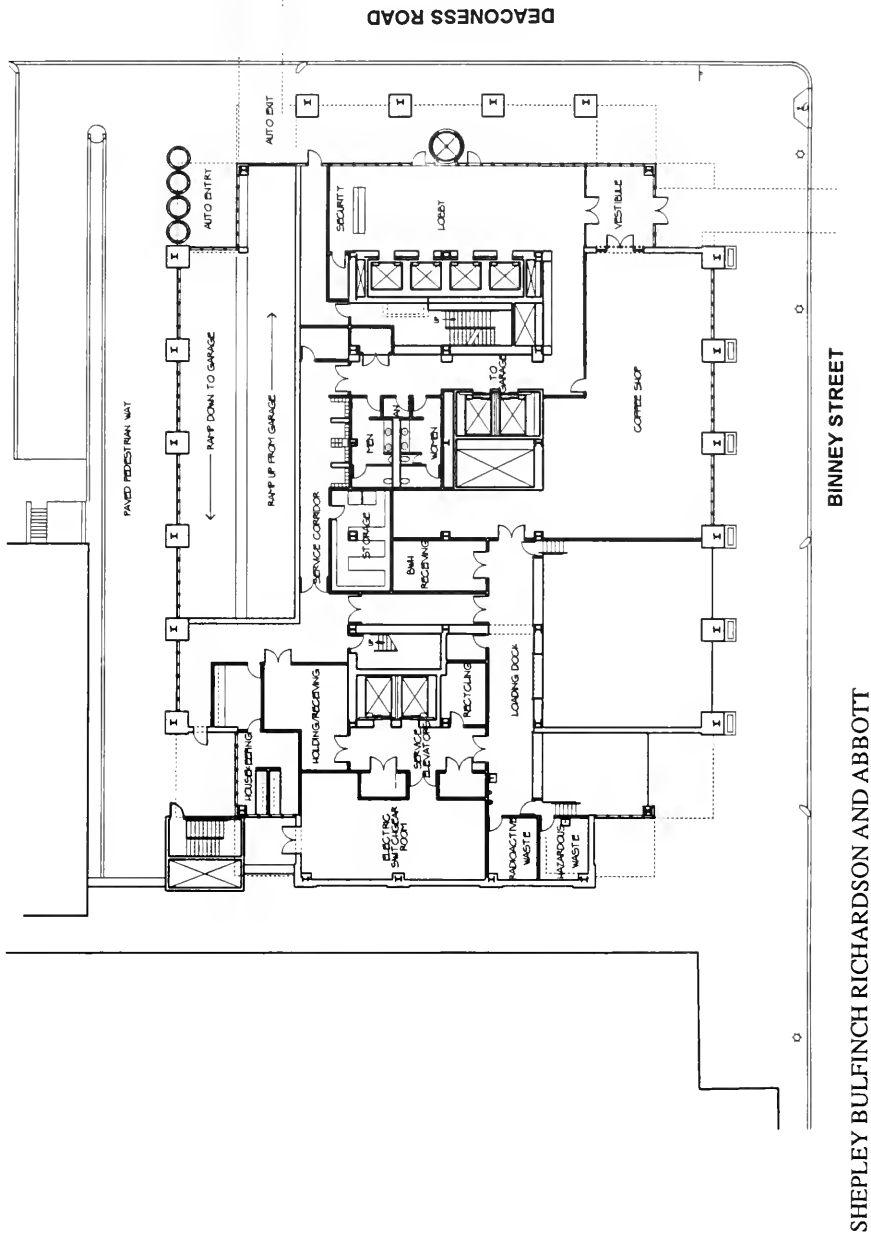 DEACONESS ROAD
AUTO EXIT
AUTO ENTRY
PAVED PEDESTRIAN WAY
RAMP DOWN TO GARAGE
RAMP UP FROM GARAGE
SECURITY
LOBBY
VESTIBULE
UP
TO
GARAGE
COFFEE SHOP
MEN
WOMEN
SERVICE CORRIDOR
STORAGE
RECEIVING
UP
HOLDING/RECEIVING
SERVICE
ELEVATORS
RECYCLING
LOADING DOCK
HOUSEKEEPING
ELECTRIC
SWITCHGEAR
ROOM
RADIOACTIVE
WASTE
HAZARDOUS
WASTE
BINNEY STREET
SHEPLEY BULFINCH RICHARDSON AND ABBOTT